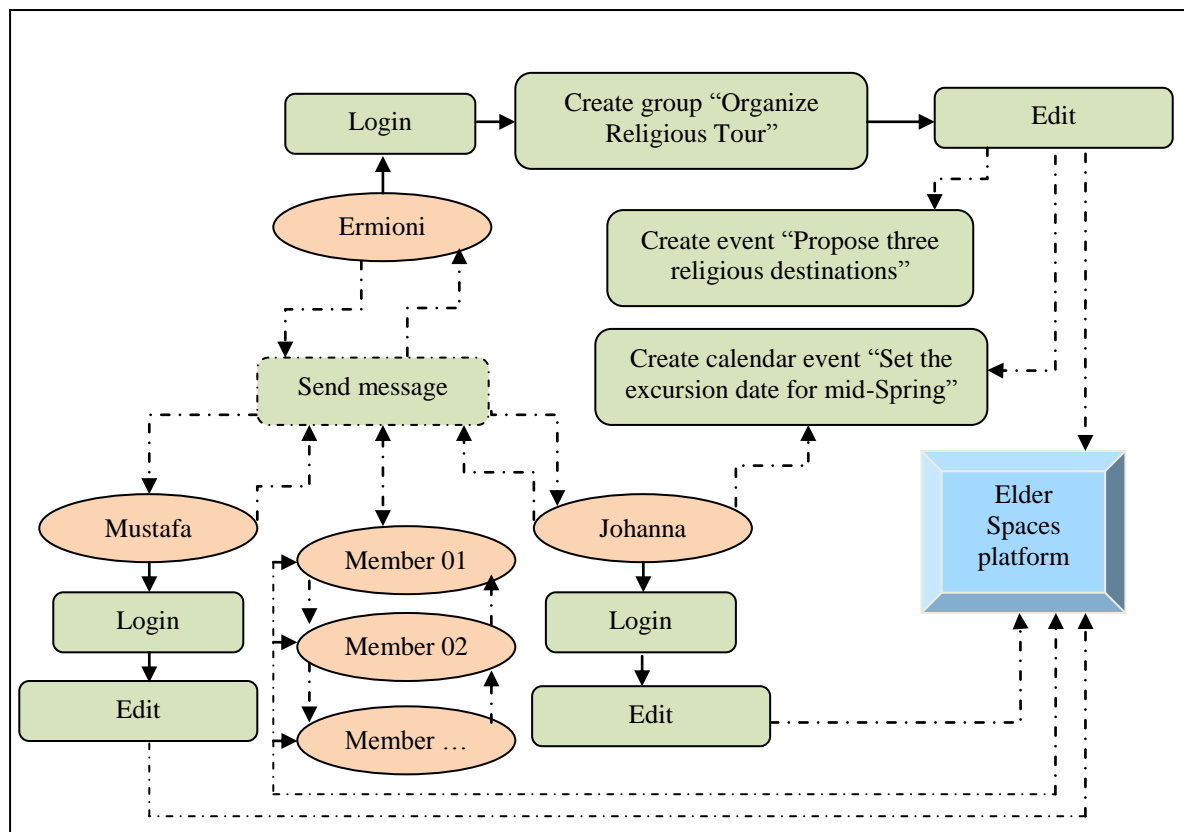 Login
Create group “Organize
Religious Tour”
Edit
Ermioni
Create event “Propose three
religious destinations”
Create calendar event “Set the
excursion date for mid-Spring”
Send message
Mustafa
Member 01
Johanna
Elder
Spaces
platform
Login
Member 02
Login
Edit
Member …
Edit